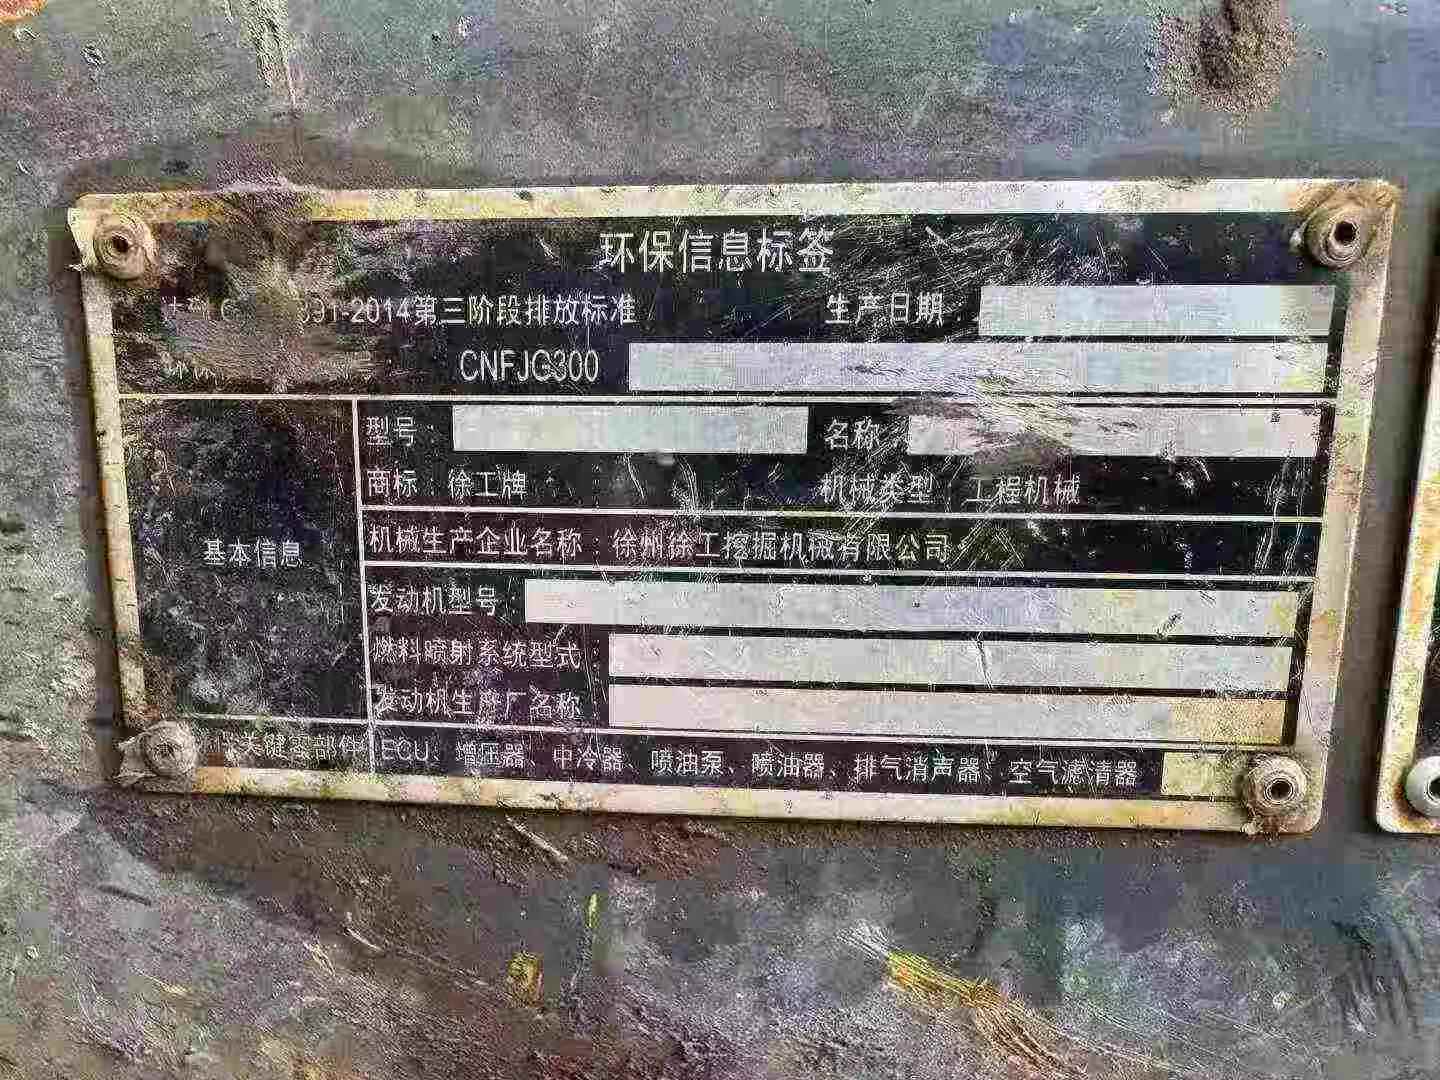 环保信息标签
391-2014第三阶段排放标准 生产日期
CNFJG300
型号 名称
商标 徐工牌 机械类型 工程机械
基本信息
机械生产企业名称：徐州徐工挖掘机械有限公司
发动机型号：
燃料喷射系统型式：
发动机生产厂名称
关键零部件 ECU、增压器、中冷器、喷油泵、喷油器、排气消声器、空气滤清器